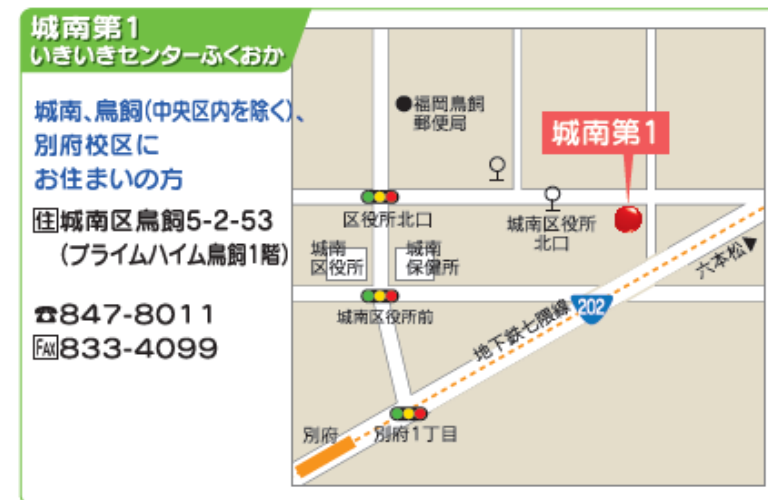 城南第1
いきいきセンターふくおか
城南、鳥飼(中央区内を除く)、
別府校区に
お住まいの方
住城南区鳥飼5-2-53
(プライムハイム鳥飼1階)
☎847-8011
FAX833-4099
●福岡鳥飼
郵便局
城南第1
区役所北口
城南区役所
北口
城南
区役所
城南
保健所
六本松▶
城南区役所前
202
地下鉄七隈線
別府
別府1丁目